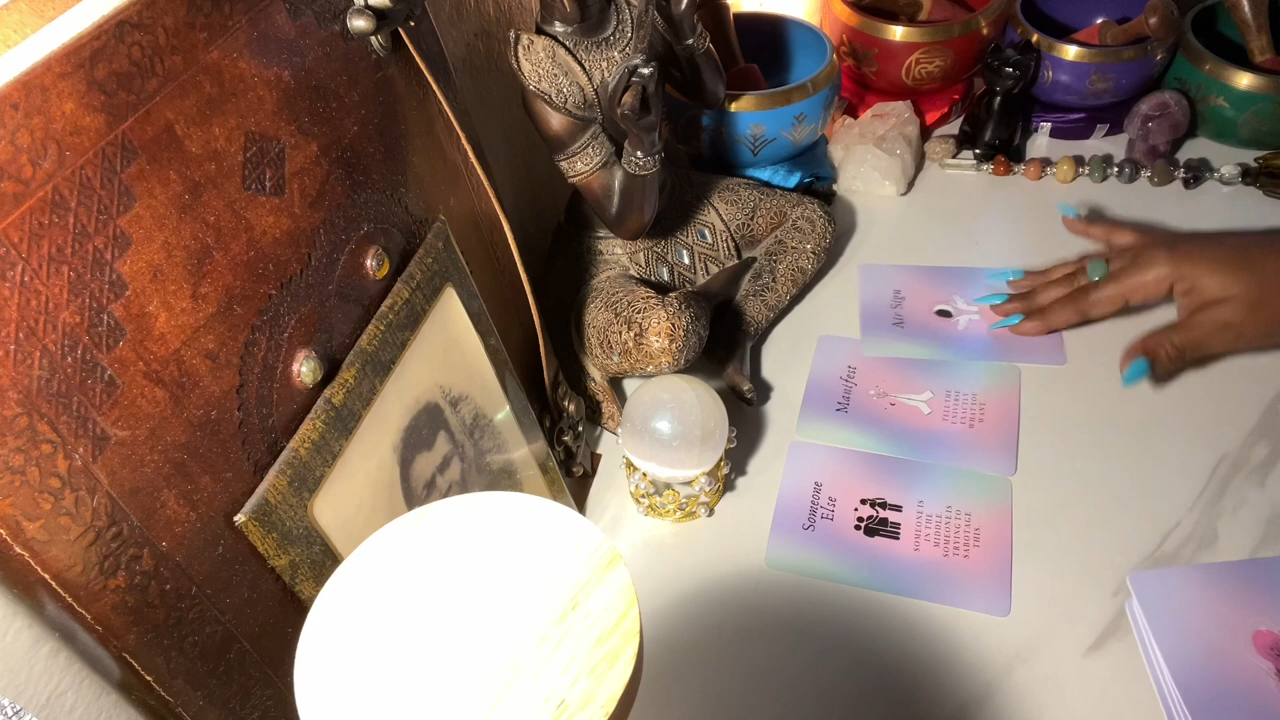 Air Sign
Manifest
TELL THE
UNIVERSE
EXACTLY
WHAT YOU
WANT
Someone
Else
SOMEONE IS
IN THE
MIDDLE
SOMEONE IS
TRYING TO
SABOTAGE
THIS.